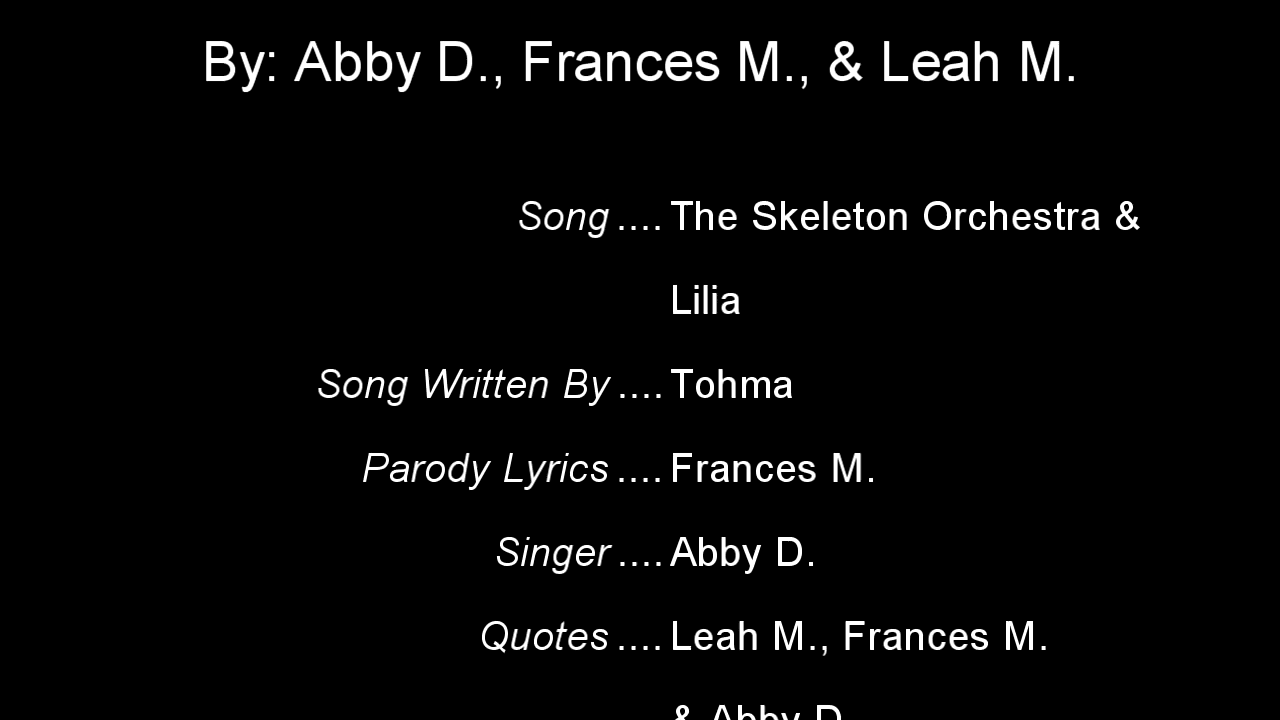 By: Abby D., Frances M., & Leah M.
Song .... The Skeleton Orchestra &
Lilia
Song Written By .... Tohma
Parody Lyrics .... Frances M.
Singer .... Abby D.
Quotes .... Leah M., Frances M.
& Abby D.